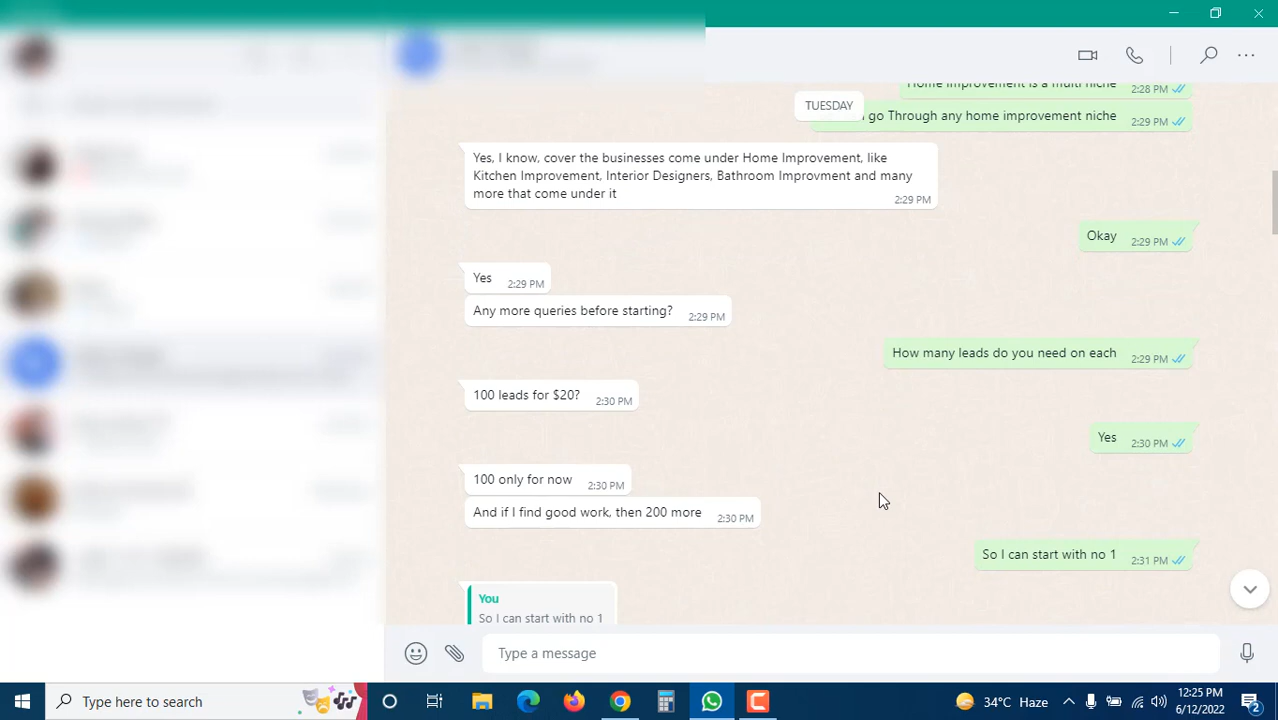 Home Improvement is a multi niche 2:28 PM
TUESDAY
go Through any home improvement niche 2:29 PM
Yes, I know, cover the businesses come under Home Improvement, like
Kitchen Improvement, Interior Designers, Bathroom Improvment and many
more that come under it
2:29 PM
Okay 2:29 PM
Yes 2:29 PM
Any more queries before starting? 2:29 PM
How many leads do you need on each 2:29 PM
100 leads for $20? 2:30 PM
Yes 2:30 PM
100 only for now 2:30 PM
And if I find good work, then 200 more 2:30 PM
So I can start with no 1 2:31 PM
You
So I can start with no 1
Type a message
Type here to search
34°C Haze
12:25 PM
6/12/2022
2